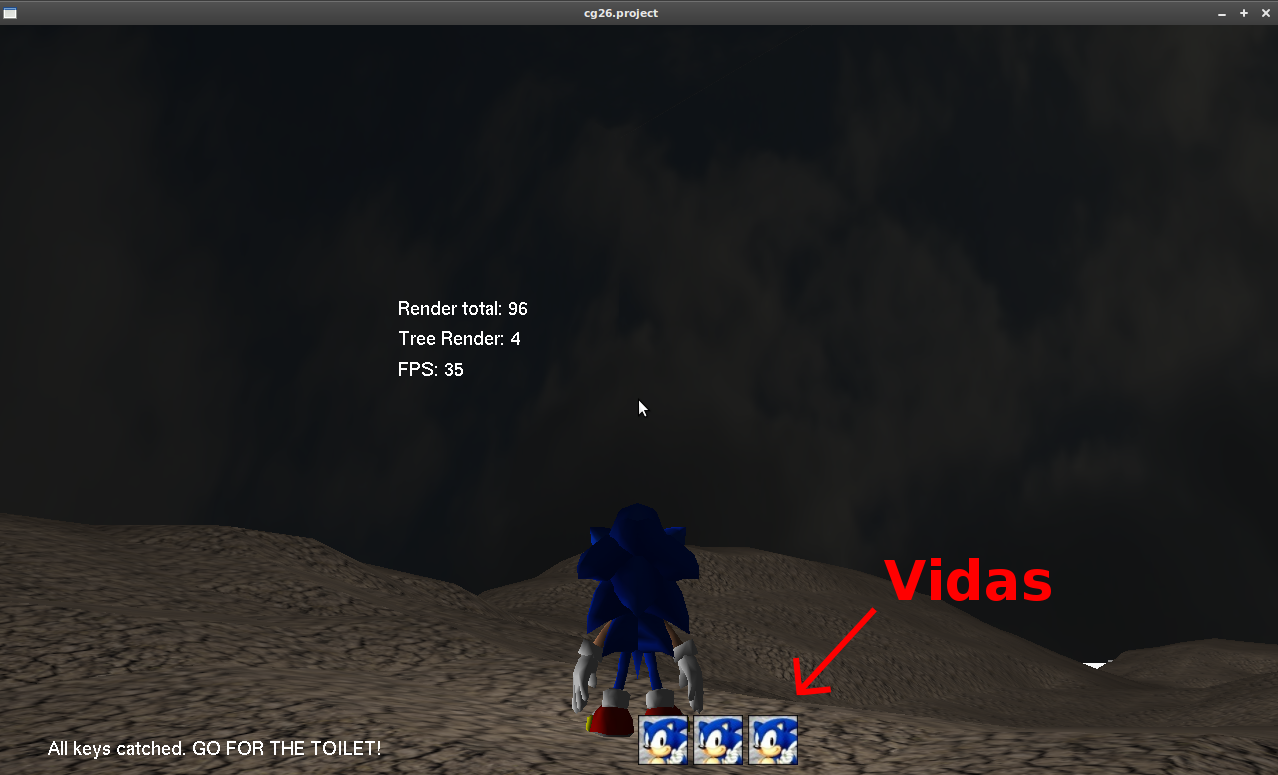 cg26.project
Render total: 96
Tree Render: 4
FPS: 35
Vidas
All keys catched. GO FOR THE TOILET!